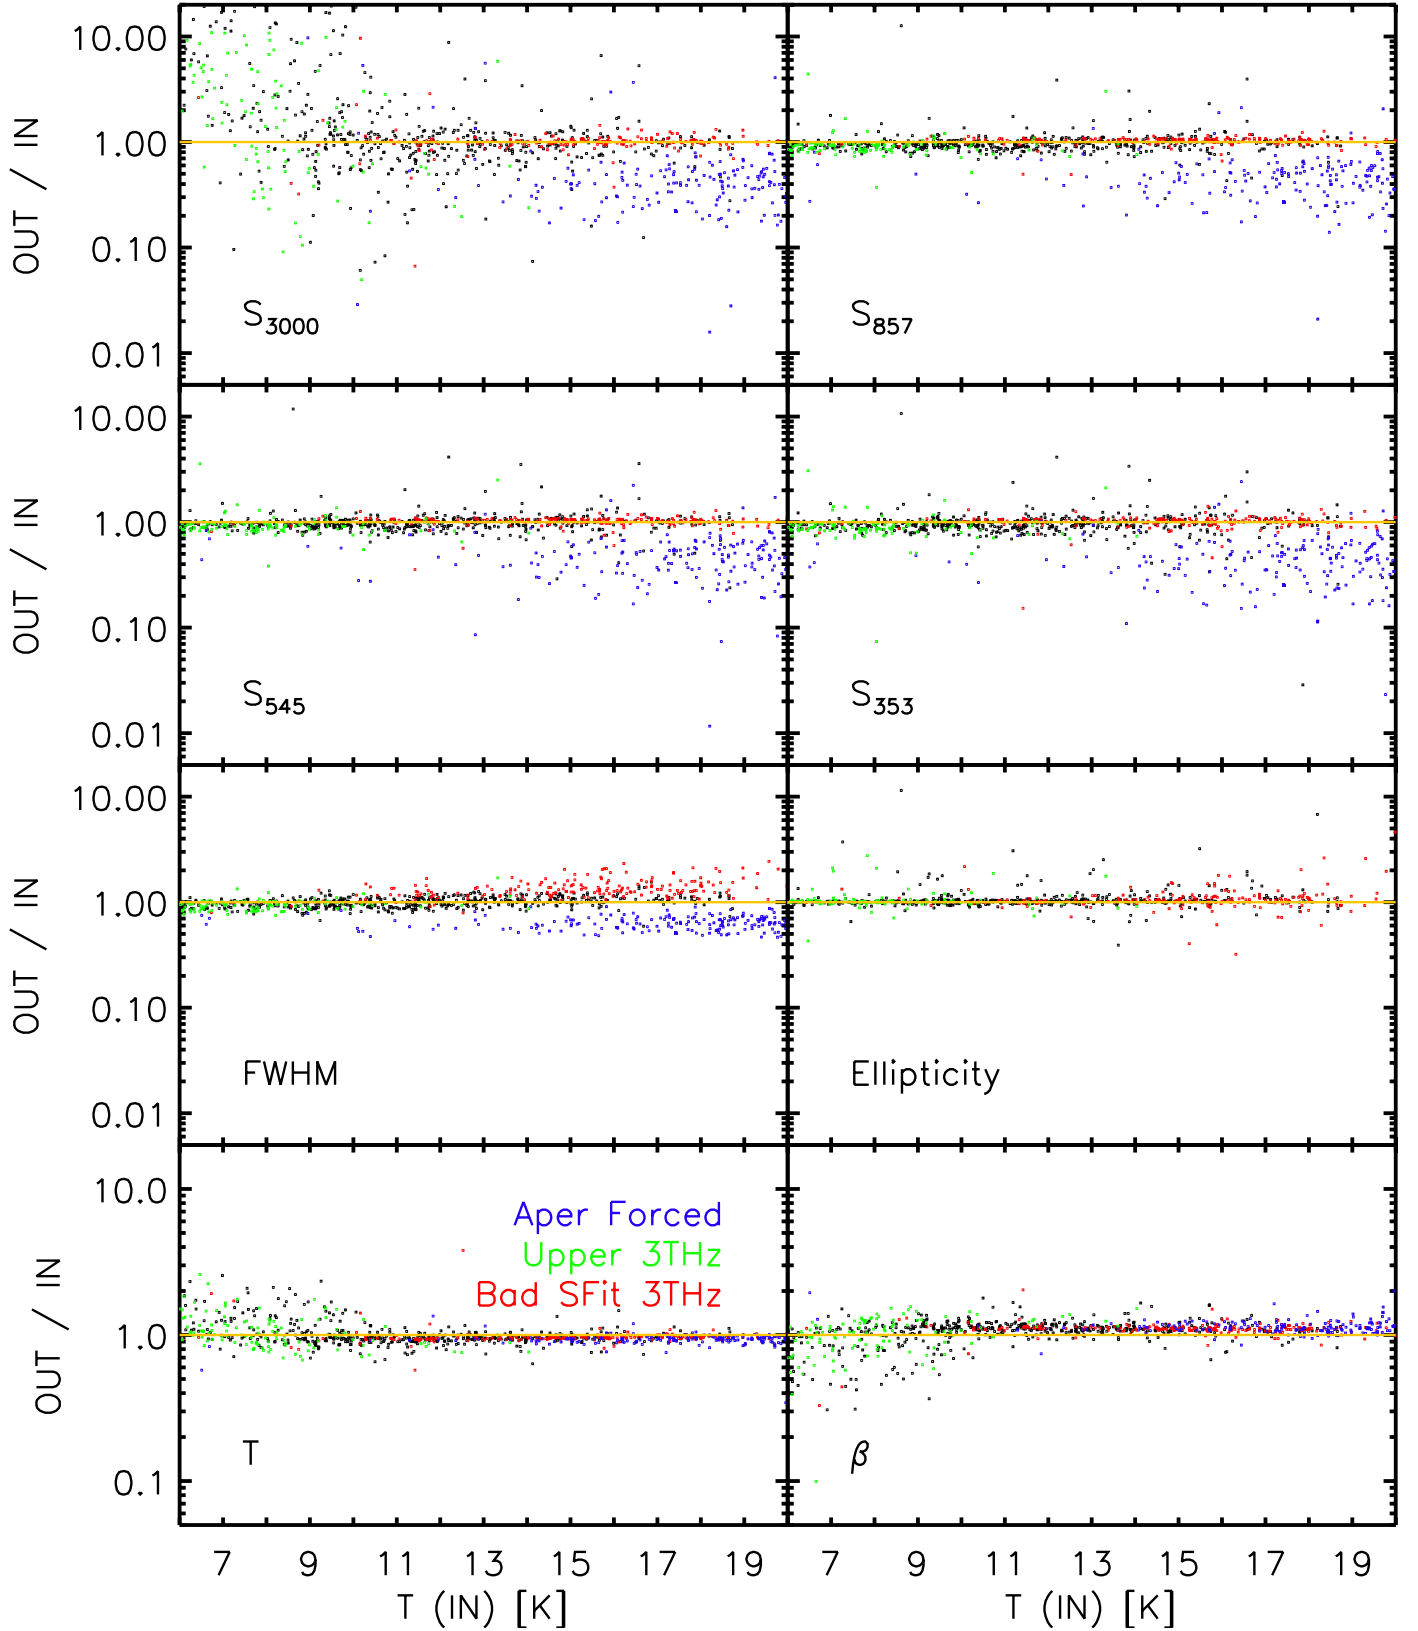 10.00
1.00
0.10
0.01
OUT / IN
S3000
S857
10.00
1.00
0.10
0.01
OUT / IN
S545
S353
10.00
1.00
0.10
0.01
OUT / IN
FWHM
Ellipticity
10.0
1.0
0.1
OUT / IN
Aper Forced
Upper 3THz
Bad SFit 3THz
T
β
7 9 11 13 15 17 19
7 9 11 13 15 17 19
T (IN) [K]
T (IN) [K]